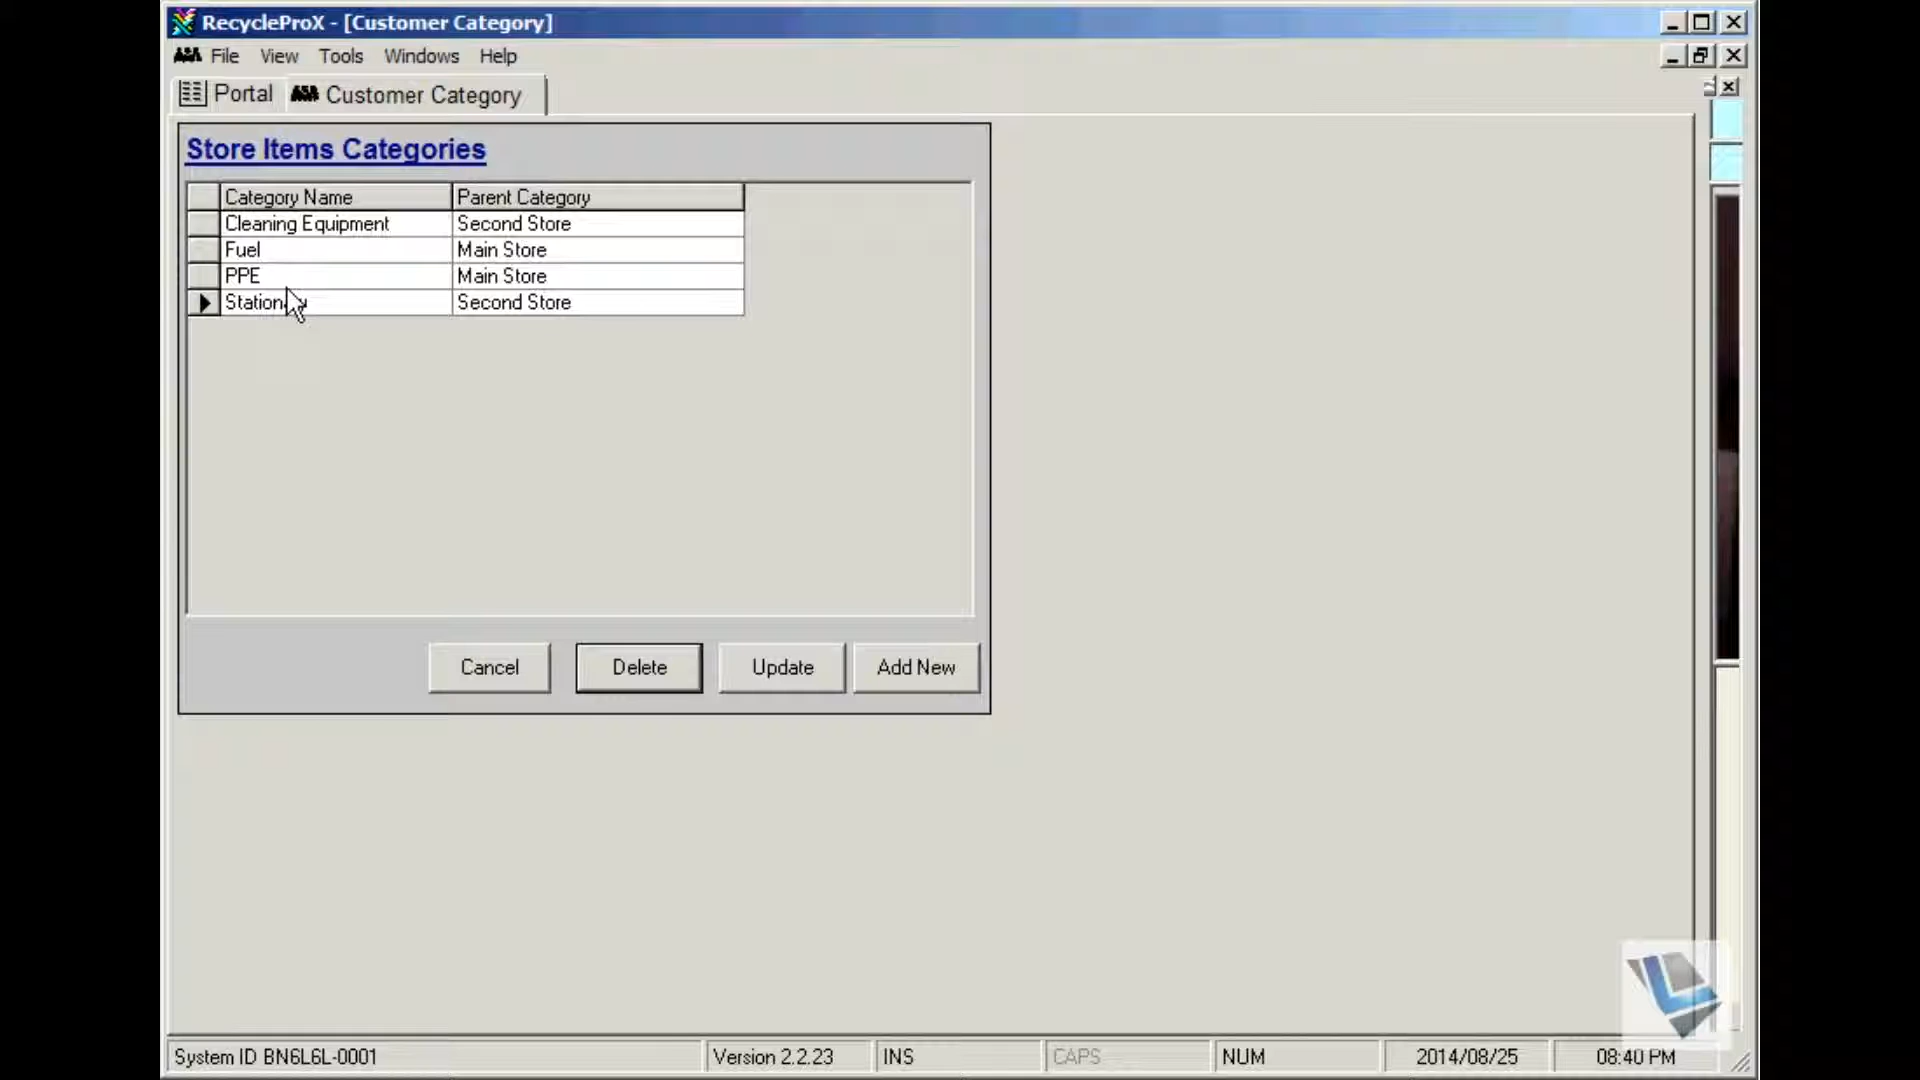 RecycleProX - [Customer Category]
File View Tools Windows Help
Portal Customer Category
Store Items Categories
Category Name Parent Category
Cleaning Equipment Second Store
Fuel Main Store
PPE Main Store
Second Store
Cancel Delete Update Add New
System ID BN6L6L-0001 Version 2.2.23 INS CAPS NUM 2014/08/25 08:40 PM